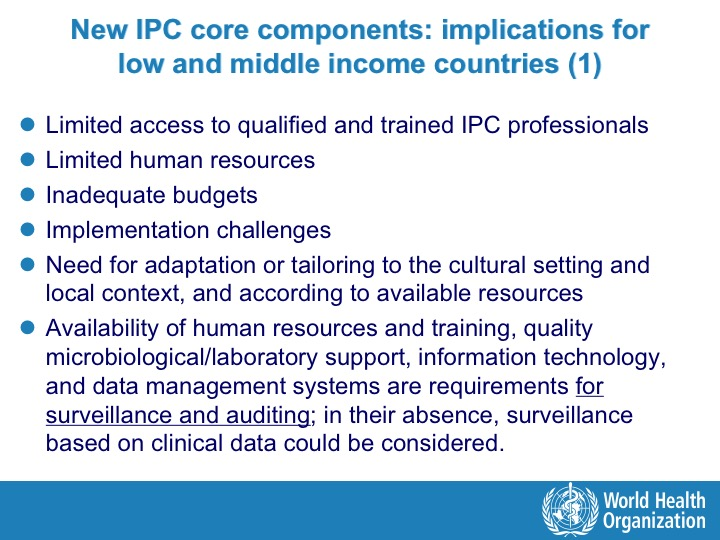 New IPC core components: implications for
low and middle income countries (1)
Limited access to qualified and trained IPC professionals
Limited human resources
Inadequate budgets
Implementation challenges
Need for adaptation or tailoring to the cultural setting and
local context, and according to available resources
Availability of human resources and training, quality
microbiological/laboratory support, information technology,
and data management systems are requirements for
surveillance and auditing; in their absence, surveillance
based on clinical data could be considered.
World Health
Organization